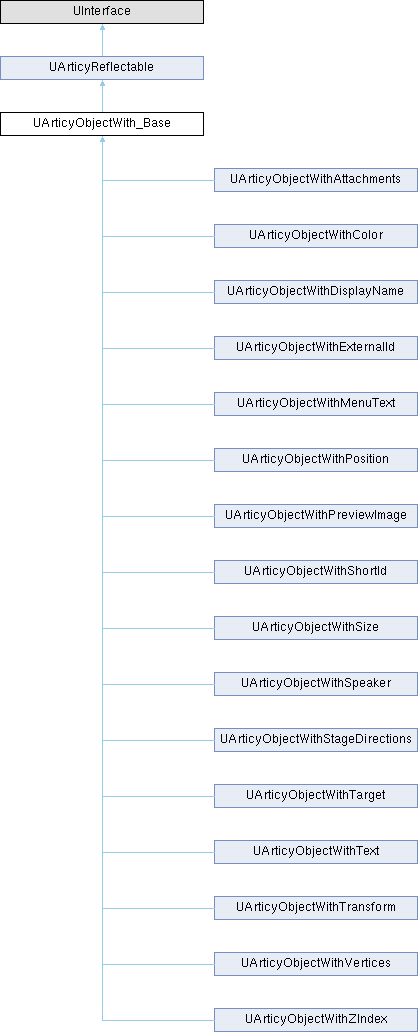 UInterface
UArticyReflectable
UArticyObjectWith_Base
UArticyObjectWithAttachments
UArticyObjectWithColor
UArticyObjectWithDisplayName
UArticyObjectWithExternalId
UArticyObjectWithMenuText
UArticyObjectWithPosition
UArticyObjectWithPreviewImage
UArticyObjectWithShortId
UArticyObjectWithSize
UArticyObjectWithSpeaker
UArticyObjectWithStageDirections
UArticyObjectWithTarget
UArticyObjectWithText
UArticyObjectWithTransform
UArticyObjectWithVertices
UArticyObjectWithZIndex